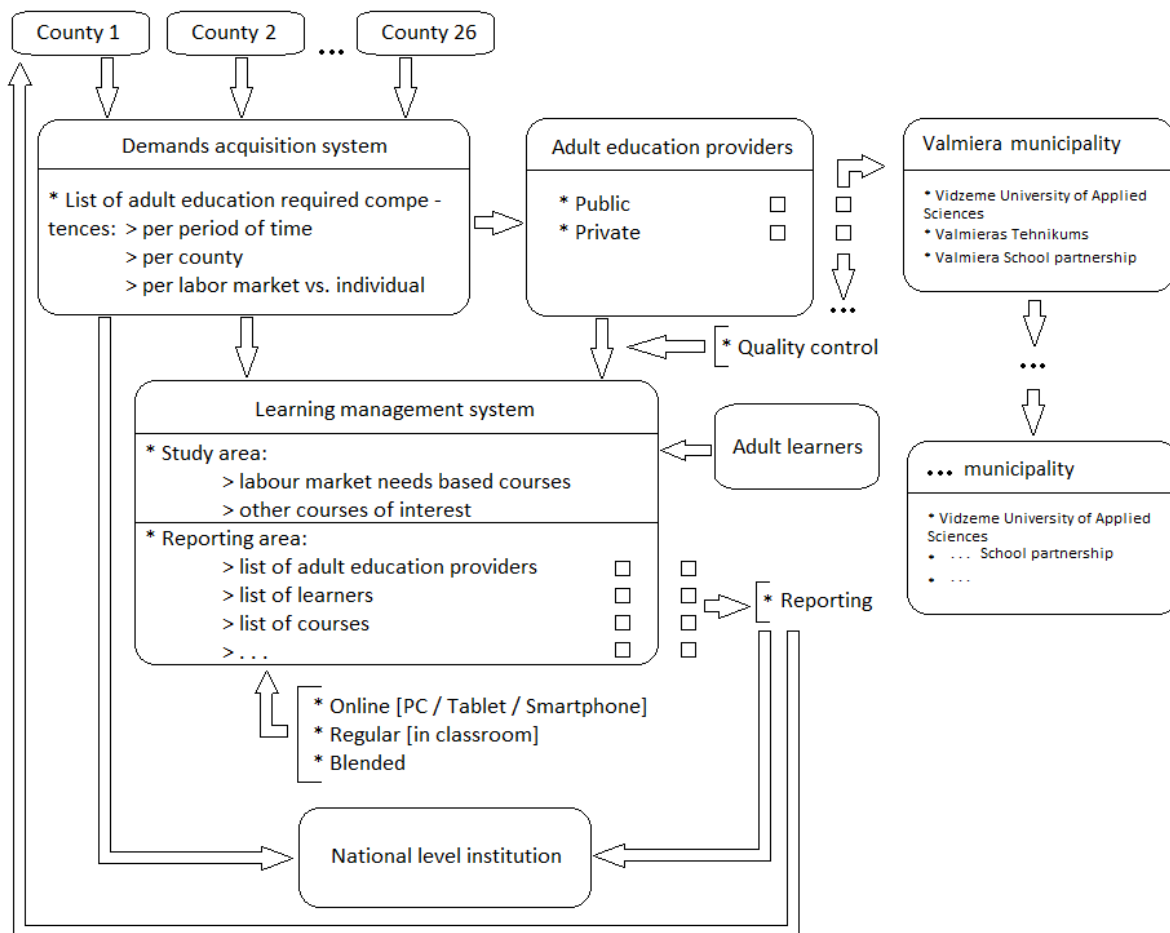 County 1
County 2
...
County 26
Demands acquisition system
* List of adult education required compe -
tences: > per period of time
> per county
> per labor market vs. individual
Adult education providers
* Public
* Private
...
Valmiera municipality
* Vidzeme University of Applied
Sciences
* Valmieras Tehnikums
* Valmiera School partnership
...
* Quality control
Learning management system
* Study area:
> labour market needs based courses
> other courses of interest
* Reporting area:
> list of adult education providers
> list of learners
> list of courses
> . . .
Adult learners
* Reporting
... municipality
* Vidzeme University of Applied
Sciences
* . . . School partnership
* . . .
* Online [PC / Tablet / Smartphone]
* Regular [in classroom]
* Blended
National level institution